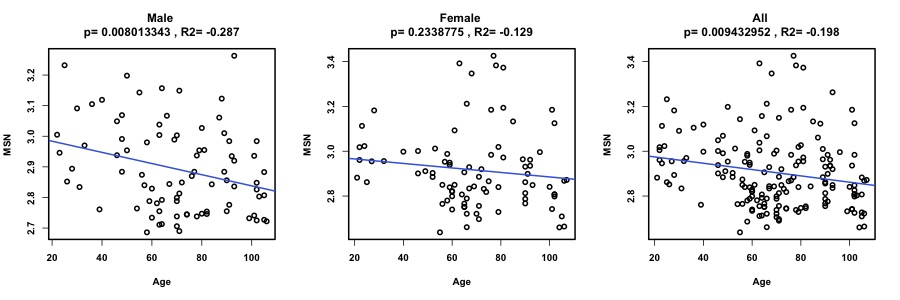 Male
p= 0.008013343 , R2= -0.287
MSN
3.2
3.1
3.0
2.9
2.8
2.7
20 40 60 80 100
Age
Female
p= 0.2338775 , R2= -0.129
MSN
3.4
3.2
3.0
2.8
20 40 60 80 100
Age
All
p= 0.009432952 , R2= -0.198
MSN
3.4
3.2
3.0
2.8
20 40 60 80 100
Age